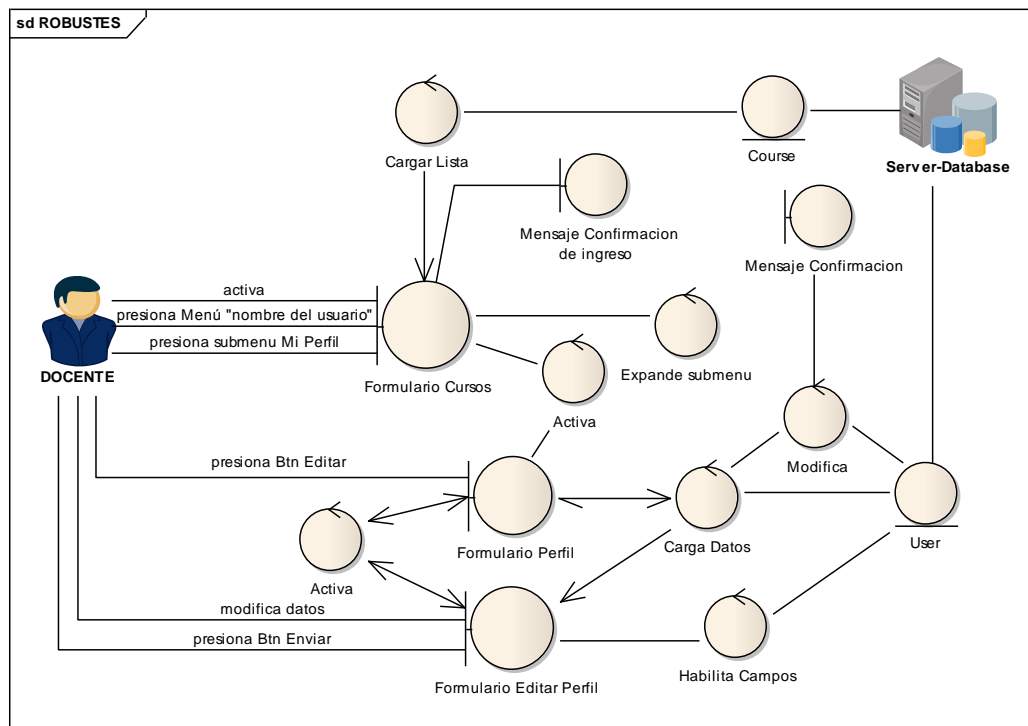 sd ROBUSTES
Cargar Lista
Course
Server-Database
Mensaje Confirmacion
de ingreso
Mensaje Confirmacion
activa
presiona Menú "nombre del usuario"
presiona submenu Mi Perfil
DOCENTE
Formulario Cursos
Expande submenu
Activa
presiona Btn Editar
Modifica
Formulario Perfil
Carga Datos
User
Activa
modifica datos
presiona Btn Enviar
Formulario Editar Perfil
Habilita Campos